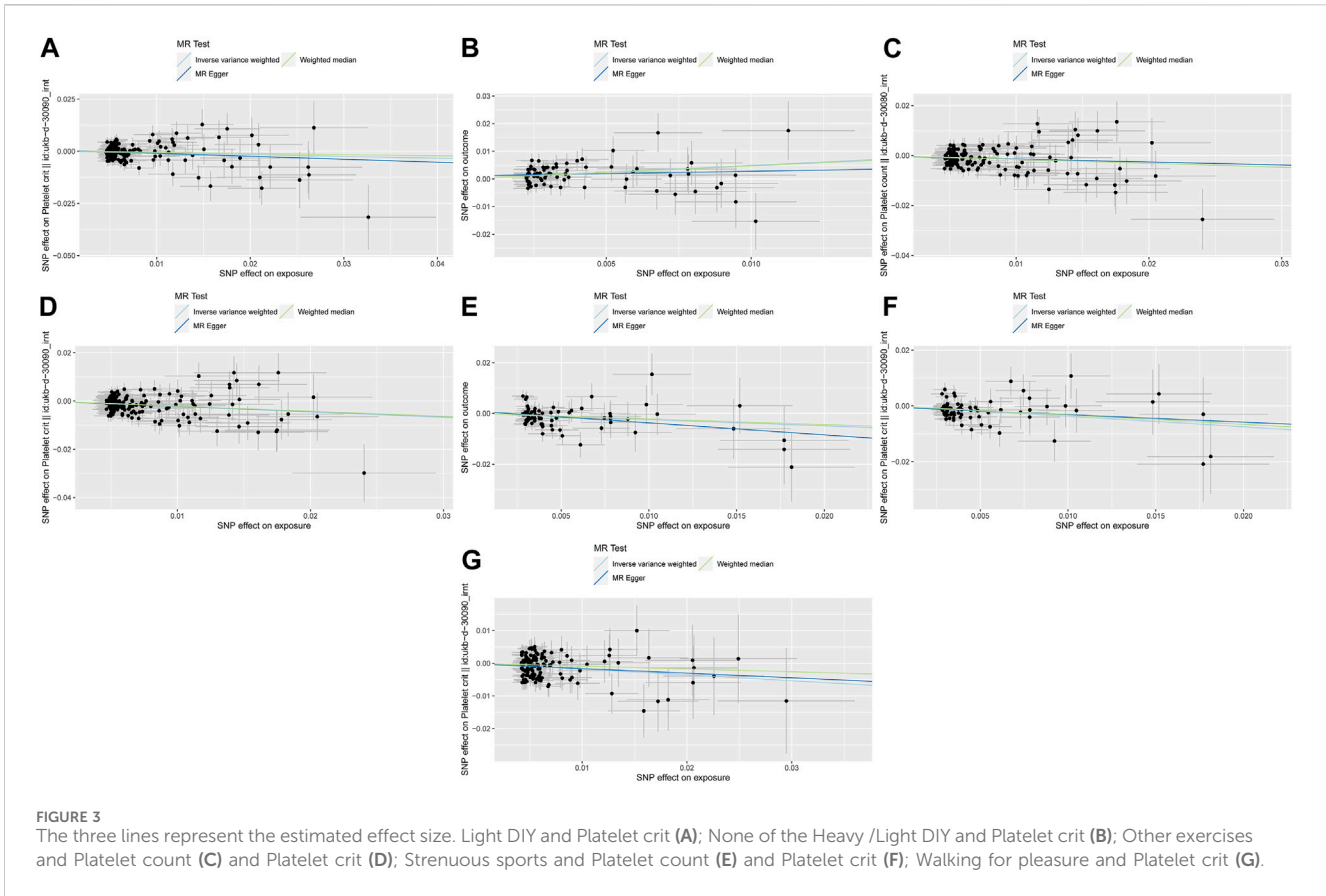 A
MR Test
Inverse variance weighted
Weighted median
MR Egger
SNP effect on Platelet crit || id:ukb−d−30090_irnt
0.025
0.000
−0.025
−0.050
0.01
0.02
0.03
0.04
SNP effect on exposure
B
MR Test
Inverse variance weighted
Weighted median
MR Egger
SNP effect on outcome
0.03
0.02
0.01
0.00
−0.01
−0.02
0.005
0.010
SNP effect on exposure
C
MR Test
Inverse variance weighted
Weighted median
MR Egger
SNP effect on Platelet count || id:ukb−d−30080_irnt
0.02
0.00
−0.02
−0.04
0.01
0.02
0.03
SNP effect on exposure
D
MR Test
Inverse variance weighted
Weighted median
MR Egger
SNP effect on Platelet crit || id:ukb−d−30090_irnt
0.02
0.00
−0.02
−0.04
0.01
0.02
0.03
SNP effect on exposure
E
MR Test
Inverse variance weighted
Weighted median
MR Egger
SNP effect on outcome
0.02
0.00
−0.02
0.005
0.010
0.015
0.020
SNP effect on exposure
F
MR Test
Inverse variance weighted
Weighted median
MR Egger
SNP effect on Platelet crit || id:ukb−d−30090_irnt
0.02
0.00
−0.02
0.005
0.010
0.015
0.020
SNP effect on exposure
G
MR Test
Inverse variance weighted
Weighted median
MR Egger
SNP effect on Platelet crit || id:ukb−d−30090_irnt
0.01
0.00
−0.01
−0.02
0.01
0.02
0.03
SNP effect on exposure
FIGURE 3
The three lines represent the estimated effect size. Light DIY and Platelet crit (A); None of the Heavy /Light DIY and Platelet crit (B); Other exercises
and Platelet count (C) and Platelet crit (D); Strenuous sports and Platelet count (E) and Platelet crit (F); Walking for pleasure and Platelet crit (G).